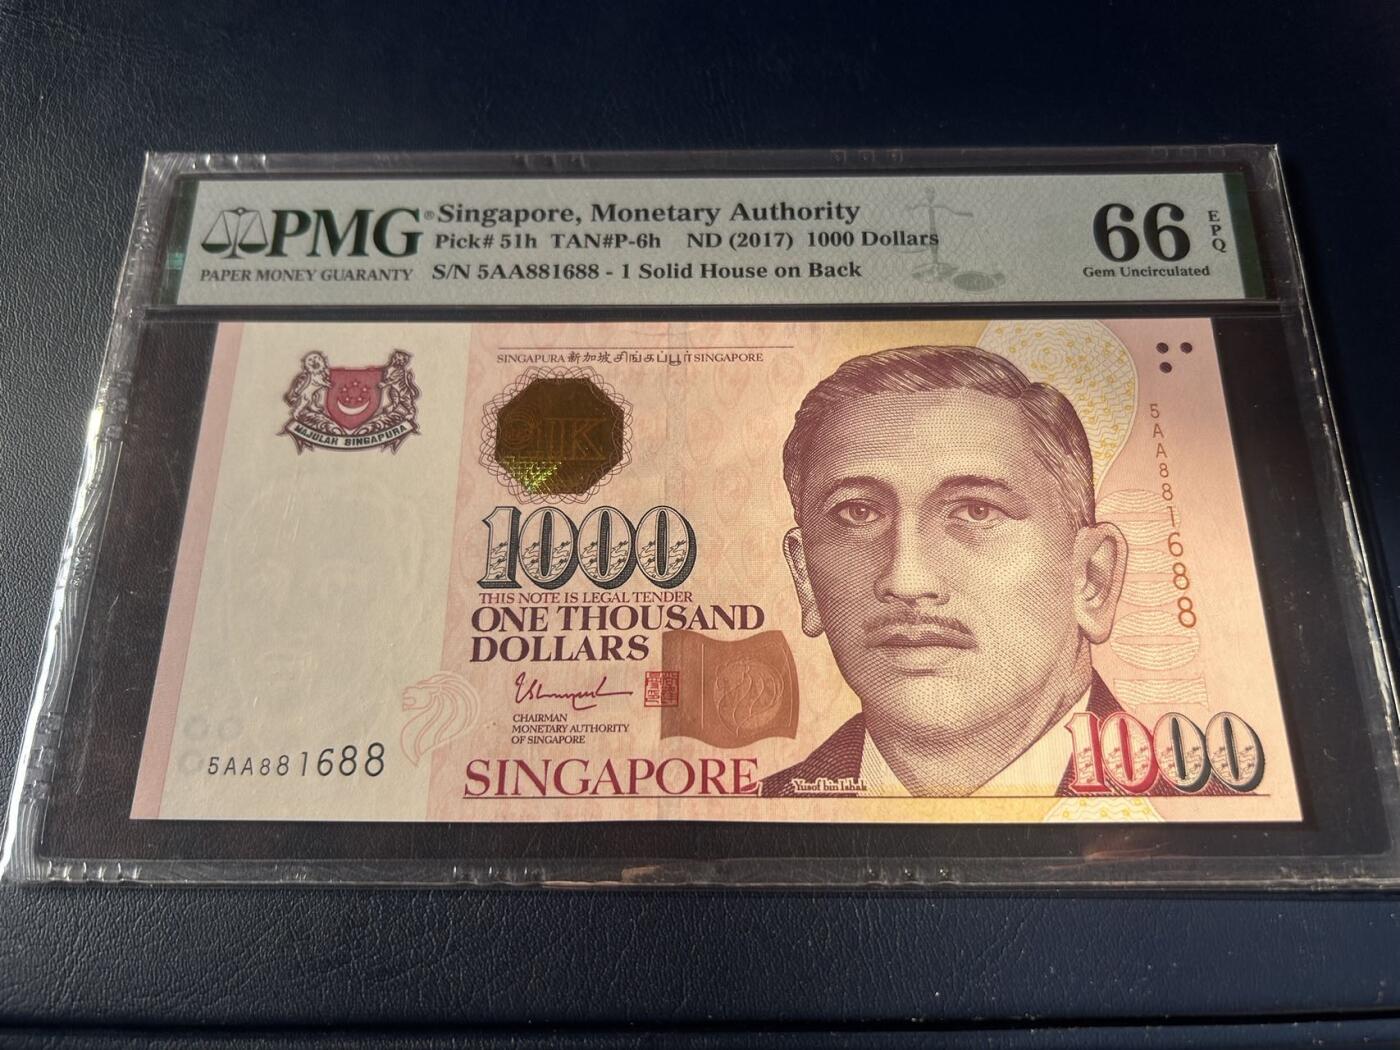 PMG® Singapore, Monetary Authority
PAPER MONEY GUARANTY
Pick# 51h TAN#P-6h ND (2017) 1000 Dollars
S/N 5AA881688 - 1 Solid House on Back
66
EPQ
Gem Uncirculated
SINGAPURA 新加坡 சிங்கப்பூர் SINGAPORE
MAJULAH SINGAPURA
1K
5AA881688
1000
THIS NOTE IS LEGAL TENDER
ONE THOUSAND
DOLLARS
CHAIRMAN
MONETARY AUTHORITY
OF SINGAPORE
5AA881688
SINGAPORE
Yusof bin Ishak
1000